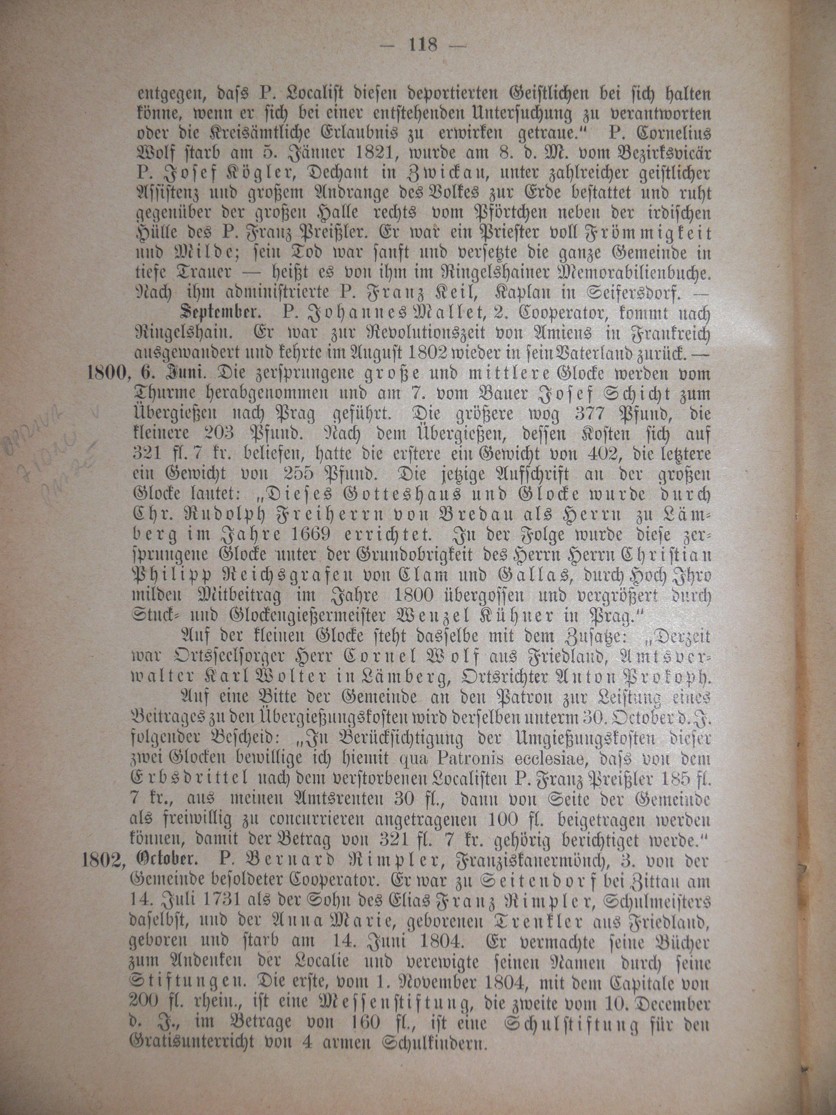 — 118 —
entgegen, daſs P. Localiſt dieſen deportierten Geiſtlichen bei ſich halten
könne, wenn er ſich bei einer entſtehenden Unterſuchung zu verantworten
oder die Kreisämtliche Erlaubnis zu erwirken getraue.“ P. Cornelius
Wolf ſtarb am 5. Jänner 1821, wurde am 8. d. M. vom Bezirksvicär
P. Joſef Kögler, Dechant in Zwickau, unter zahlreicher geiſtlicher
Aſſiſtenz und großem Andrange des Volkes zur Erde beſtattet und ruht
gegenüber der großen Halle rechts vom Pförtchen neben der irdiſchen
Hülle des P. Franz Preißler. Er war ein Prieſter voll Frömmigkeit
und Milde; ſein Tod war ſanft und verſetzte die ganze Gemeinde in
tiefe Trauer — heißt es von ihm im Ringelshainer Memorabilienbuche.
Nach ihm adminiſtrierte P. Franz Keil, Kaplan in Seifersdorf. —
September. P. Johannes Mallet, 2. Cooperator, kommt nach
Ringelshain. Er war zur Revolutionszeit von Amiens in Frankreich
ausgewandert und kehrte im Auguſt 1802 wieder in ſein Vaterland zurück. —
1800, 6. Juni. Die zerſprungene große und mittlere Glocke werden vom
Thurme herabgenommen und am 7. vom Bauer Joſef Schicht zum
Übergießen nach Prag geführt. Die größere wog 377 Pfund, die
kleinere 203 Pfund. Nach dem Übergießen, deſſen Koſten ſich auf
321 fl. 7 kr. beliefen, hatte die erſtere ein Gewicht von 402, die letztere
ein Gewicht von 255 Pfund. Die jetzige Aufſchrift an der großen
Glocke lautet: „Dieſes Gotteshaus und Glocke wurde durch
Chr. Rudolph Freiherrn von Bredau als Herrn zu Läm-
berg im Jahre 1669 errichtet. In der Folge wurde dieſe zer-
ſprungene Glocke unter der Grundobrigkeit des Herrn Herrn Chriſtian
Philipp Reichsgrafen von Clam und Gallas, durch Hoch Ihro
milden Mitbeitrag im Jahre 1800 übergoſſen und vergrößert durch
Stuck- und Glockengießermeiſter Wenzel Kühner in Prag.“
Auf der kleinen Glocke ſteht dasſelbe mit dem Zuſatze: „Derzeit
war Ortsſeelſorger Herr Cornel Wolf aus Friedland, Amtsver-
walter Karl Wolter in Lämberg, Ortsrichter Anton Prokoph.
Auf eine Bitte der Gemeinde an den Patron zur Leiſtung eines
Beitrages zu den Übergießungskoſten wird derſelben unterm 30. October d. J.
folgender Beſcheid: „In Berückſichtigung der Umgießungskoſten dieſer
zwei Glocken bewillige ich hiemit qua Patronis ecclesiae, daſs von dem
Erbsdrittel nach dem verſtorbenen Localiſten P. Franz Preißler 185 fl.
7 kr., aus meinen Amtsrenten 30 fl., dann von Seite der Gemeinde
als freiwillig zu concurrieren angetragenen 100 fl. beigetragen werden
können, damit der Betrag von 321 fl. 7 kr. gehörig berichtiget werde.“
1802, October. P. Bernard Rimpler, Franziskanermönch, 3. von der
Gemeinde beſoldeter Cooperator. Er war zu Seitendorf bei Zittau am
14. Juli 1731 als der Sohn des Elias Franz Rimpler, Schulmeiſters
daſelbſt, und der Anna Marie, geborenen Trenkler aus Friedland,
geboren und ſtarb am 14. Juni 1804. Er vermachte ſeine Bücher
zum Andenken der Localie und verewigte ſeinen Namen durch ſeine
Stiftungen. Die erſte, vom 1. November 1804, mit dem Capitale von
200 fl. rhein., iſt eine Meſſenſtiftung, die zweite vom 10. December
d. J., im Betrage von 160 fl., iſt eine Schulſtiftung für den
Gratisunterricht von 4 armen Schulkindern.